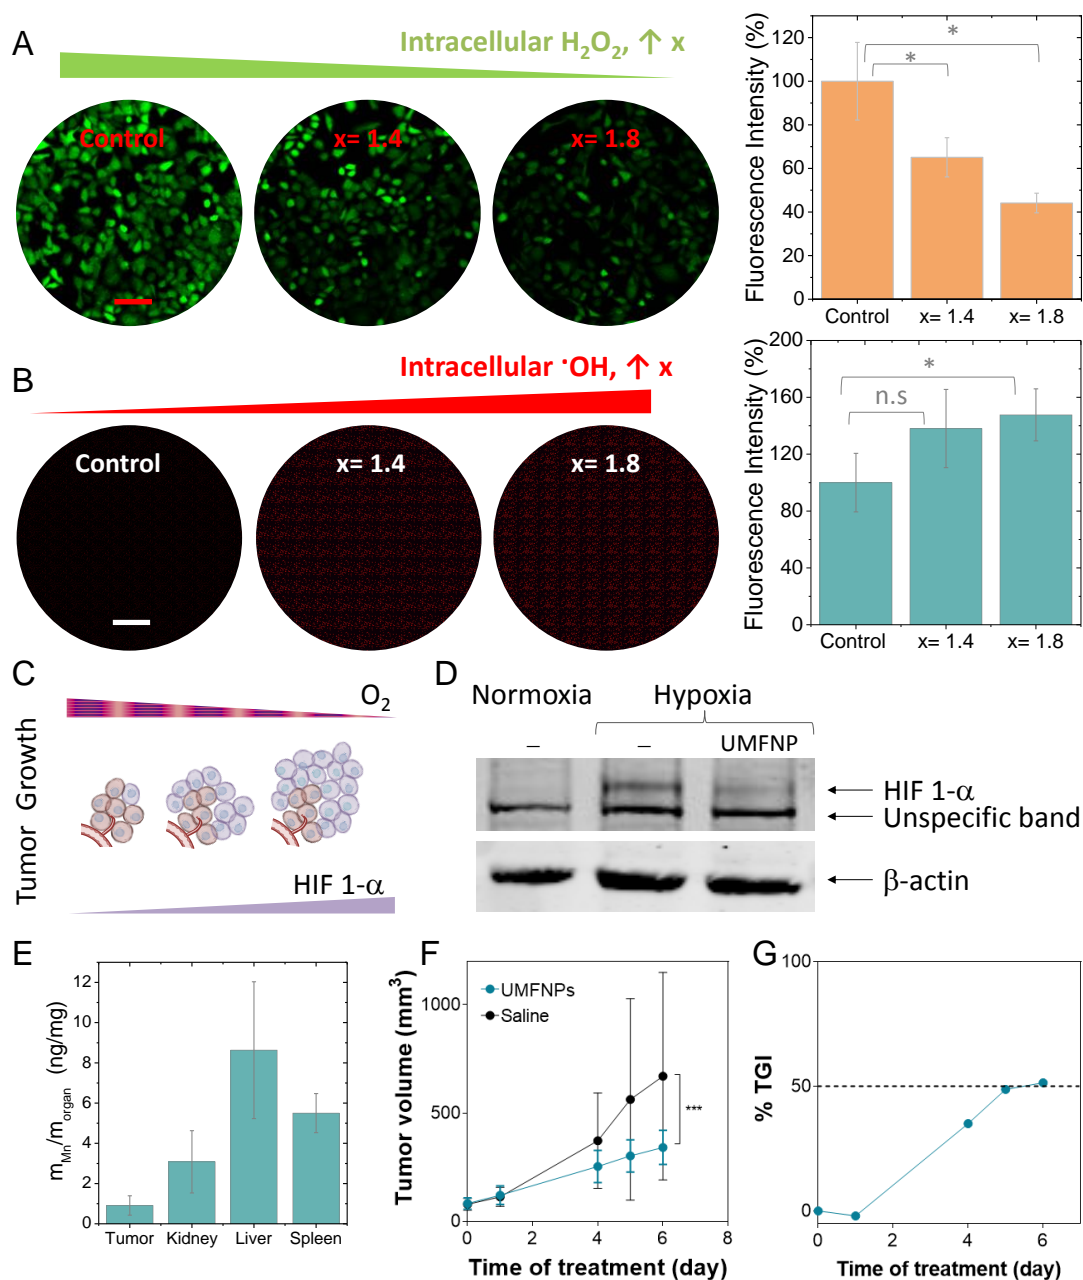 A
Intracellular H₂O₂, ↑ x
Control
x= 1.4
x= 1.8
Fluorescence Intensity (%)
120
100
80
60
40
20
0
*
*
Control
x= 1.4
x= 1.8
B
Intracellular ·OH, ↑ x
Control
x= 1.4
x= 1.8
Fluorescence Intensity (%)
200
160
120
80
40
0
*
n.s
Control
x= 1.4
x= 1.8
C
Tumor Growth
O₂
HIF 1-α
D
Normoxia
Hypoxia
–
–
UMFNP
HIF 1-α
Unspecific band
β-actin
E
m_Mn/m_organ (ng/mg)
12
10
8
6
4
2
0
Tumor
Kidney
Liver
Spleen
F
Tumor volume (mm³)
1000
500
0
UMFNPs
Saline
***
0
2
4
6
8
Time of treatment (day)
G
% TGI
100
50
0
0
2
4
6
Time of treatment (day)